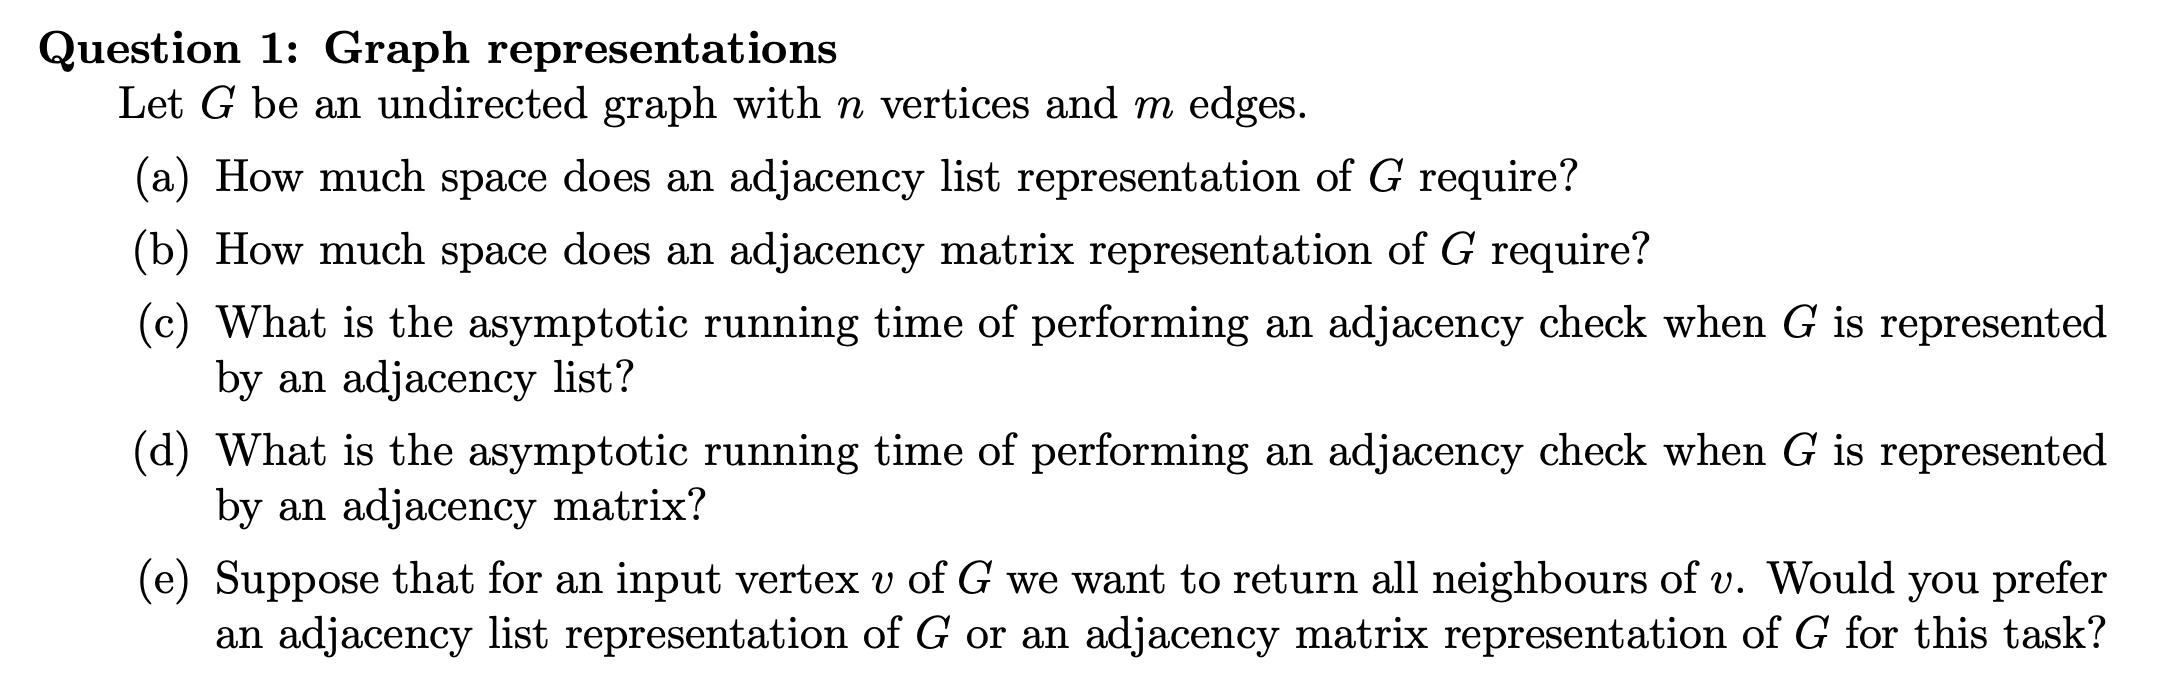 Question 1: Graph representations
Let G be an undirected graph with n vertices and m edges.
(a) How much space does an adjacency list representation of G require?
(b) How much space does an adjacency matrix representation of G require?
(c) What is the asymptotic running time of performing an adjacency check when G is represented
by an adjacency list?
(d) What is the asymptotic running time of performing an adjacency check when G is represented
by an adjacency matrix?
(e) Suppose that for an input vertex v of G we want to return all neighbours of v. Would you prefer
an adjacency list representation of G or an adjacency matrix representation of G for this task?